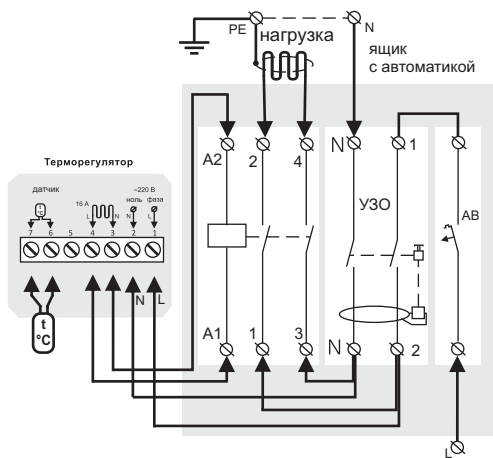 PE
N
нагрузка
ящик
с автоматикой
Терморегулятор
датчик
~220 В
16 А
ноль
фаза
t
°C
L
N
7
6
5
4
3
2
1
N
L
t
°C
A2
2
4
N
1
УЗО
АВ
A1
1
3
N
2
L